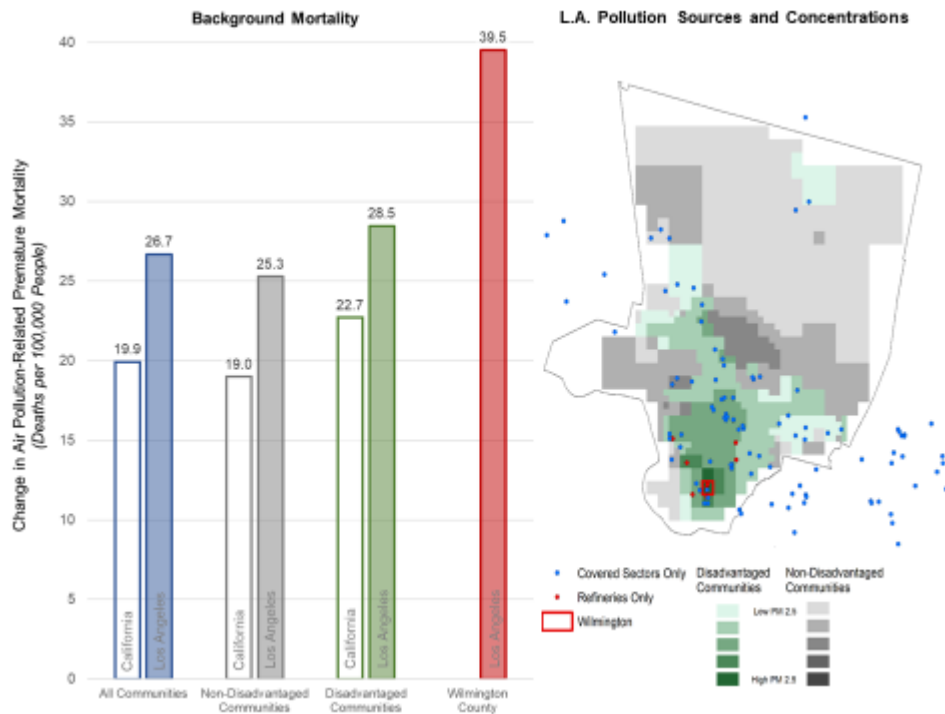 Background Mortality
L.A. Pollution Sources and Concentrations
Change in Air Pollution-Related Premature Mortality
(Deaths per 100,000 People)
40
35
30
25
20
15
10
5
0
19.9
26.7
19.0
25.3
22.7
28.5
39.5
California
Los Angeles
California
Los Angeles
California
Los Angeles
Los Angeles
All Communities
Non-Disadvantaged
Communities
Disadvantaged
Communities
Wilmington
County
Covered Sectors Only
Refineries Only
Wilmington
Disadvantaged
Communities
Non-Disadvantaged
Communities
Low PM 2.5
High PM 2.5